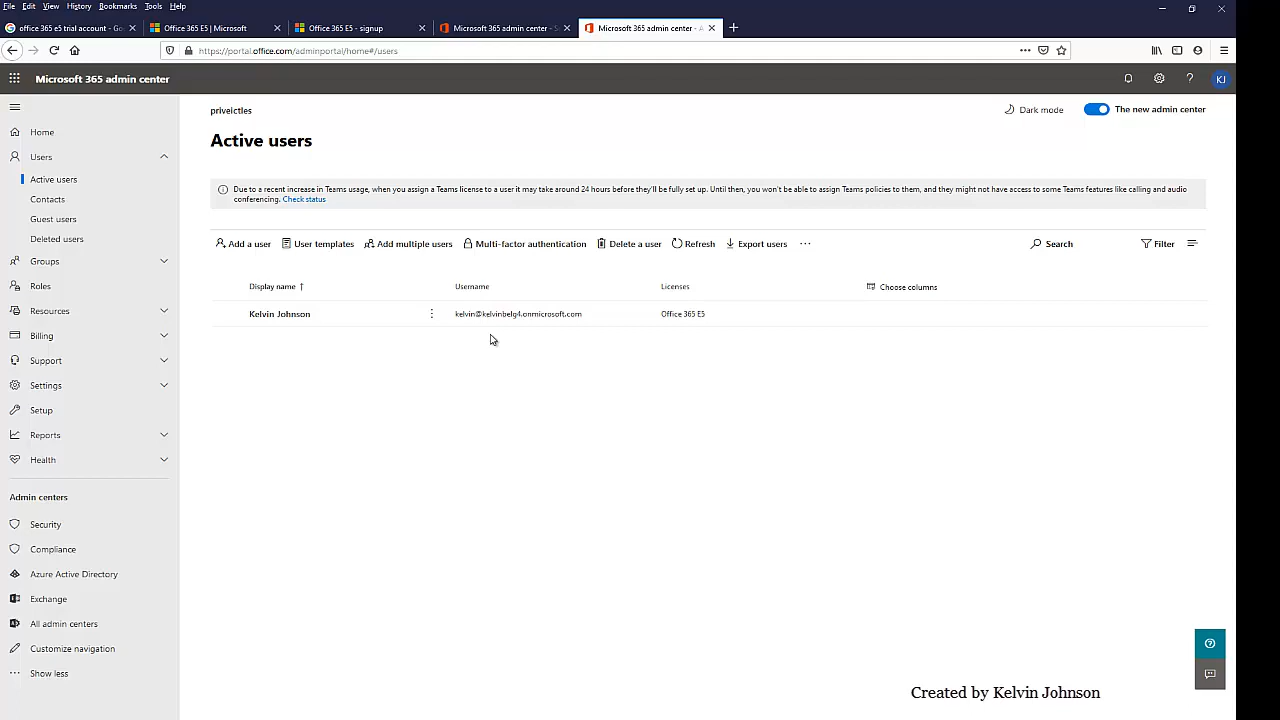 File Edit View History Bookmarks Tools Help
office 365 e5 trial account - Go
Office 365 E5 | Microsoft
Office 365 E5 - signup
Microsoft 365 admin center - S
Microsoft 365 admin center - A
https://portal.office.com/adminportal/home#/users
Microsoft 365 admin center
KJ
Home
Users
Active users
Contacts
Guest users
Deleted users
Groups
Roles
Resources
Billing
Support
Settings
Setup
Reports
Health
Admin centers
Security
Compliance
Azure Active Directory
Exchange
All admin centers
Customize navigation
Show less
priveictles
Dark mode
The new admin center
Active users
Due to a recent increase in Teams usage, when you assign a Teams license to a user it may take around 24 hours before they'll be fully set up. Until then, you won't be able to assign Teams policies to them, and they might not have access to some Teams features like calling and audio
conferencing. Check status
Add a user User templates Add multiple users Multi-factor authentication Delete a user Refresh Export users Search Filter
Display name Username Licenses Choose columns
Kelvin Johnson kelvin@kelvinbelg4.onmicrosoft.com Office 365 E5
Created by Kelvin Johnson